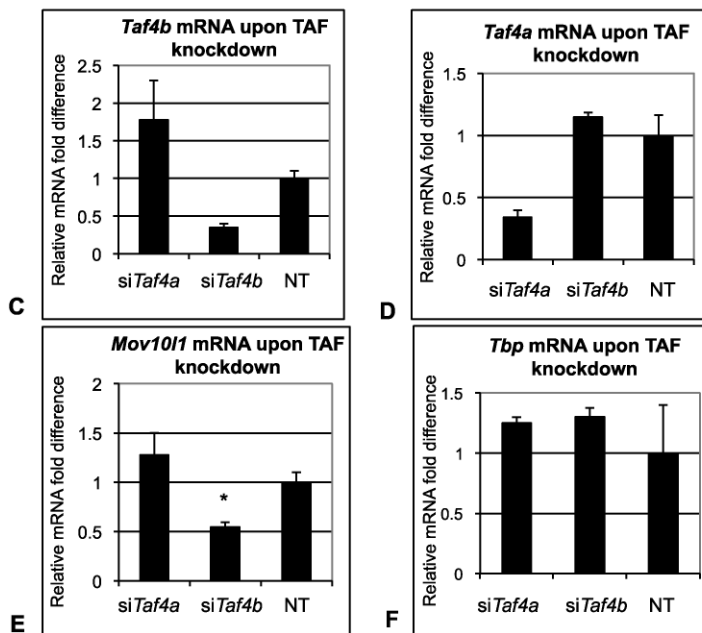 Taf4b mRNA upon TAF
knockdown
Relative mRNA fold difference
2.5
2
1.5
1
0.5
0
siTaf4a siTaf4b NT
C
Taf4a mRNA upon TAF
knockdown
Relative mRNA fold difference
1.5
1
0.5
0
siTaf4a siTaf4b NT
D
Mov10l1 mRNA upon TAF
knockdown
Relative mRNA fold difference
2
1.5
1
0.5
0
*
siTaf4a siTaf4b NT
E
Tbp mRNA upon TAF
knockdown
Relative mRNA fold difference
1.5
1
0.5
0
siTaf4a siTaf4b NT
F